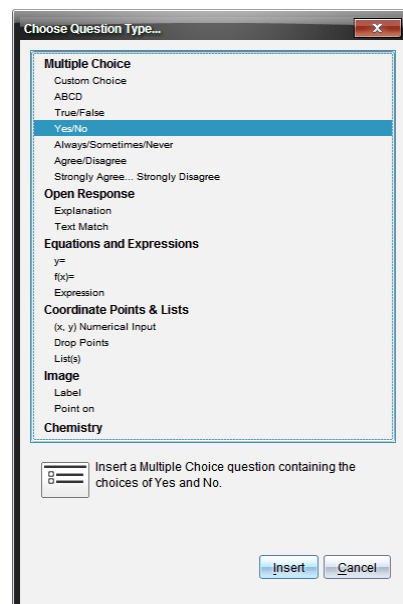 Choose Question Type...
x
Multiple Choice
Custom Choice
ABCD
True/False
Yes/No
Always/Sometimes/Never
Agree/Disagree
Strongly Agree... Strongly Disagree
Open Response
Explanation
Text Match
Equations and Expressions
y=
f(x)=
Expression
Coordinate Points & Lists
(x, y) Numerical Input
Drop Points
List(s)
Image
Label
Point on
Chemistry
Insert a Multiple Choice question containing the
choices of Yes and No.
Insert Cancel